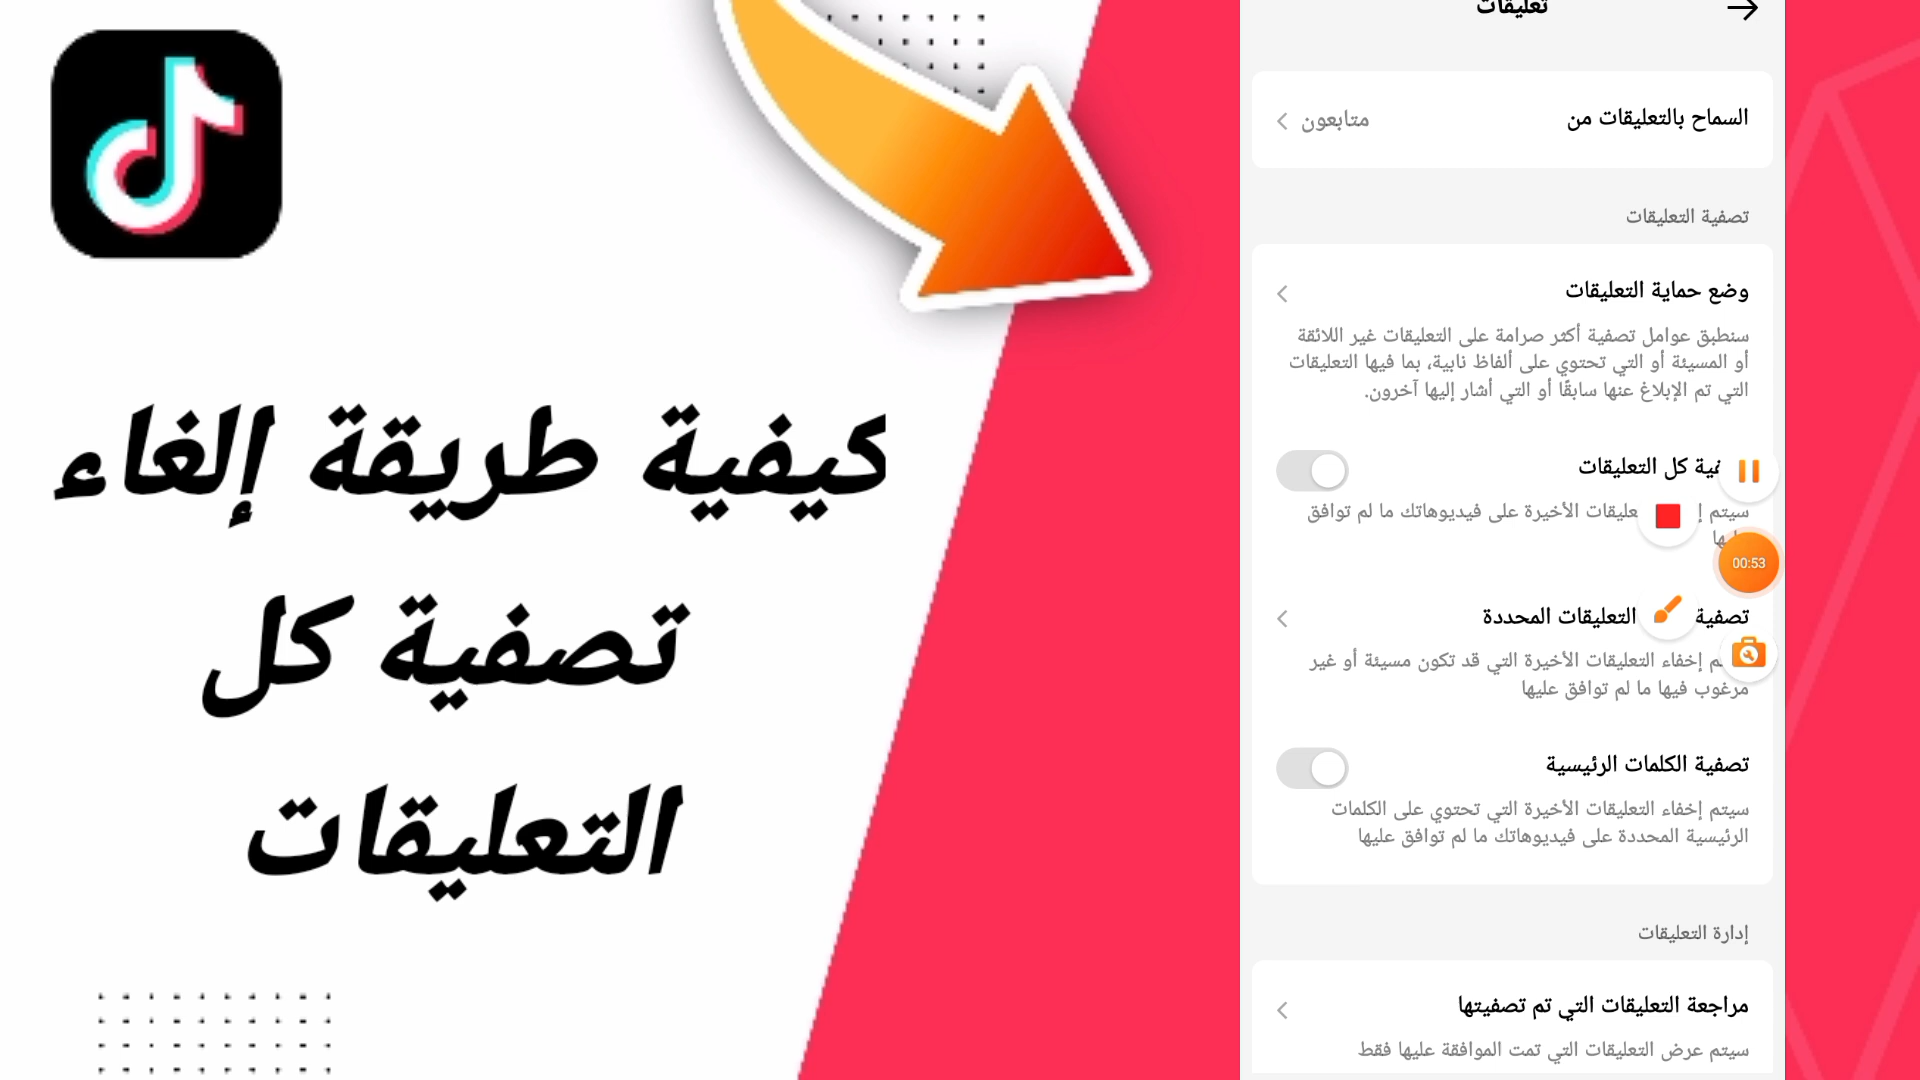 كيفية طريقة إلغاء
تصفية كل
التعليقات
تعليقات
السماح بالتعليقات من
متابعون
تصفية التعليقات
وضع حماية التعليقات
سنطبق عوامل تصفية أكثر صرامة على التعليقات غير اللائقة
أو المسيئة أو التي تحتوي على ألفاظ نابية، بما فيها التعليقات
التي تم الإبلاغ عنها سابقًا أو التي أشار إليها آخرون.
كل التعليقات
سيتم الأخيرة على فيديوهاتك ما لم توافق
00:53
تصفية التعليقات المحددة
إخفاء التعليقات الأخيرة التي قد تكون مسيئة أو غير
مرغوب فيها ما لم توافق عليها
تصفية الكلمات الرئيسية
سيتم إخفاء التعليقات الأخيرة التي تحتوي على الكلمات
الرئيسية المحددة على فيديوهاتك ما لم توافق عليها
إدارة التعليقات
مراجعة التعليقات التي تم تصفيتها
سيتم عرض التعليقات التي تمت الموافقة عليها فقط